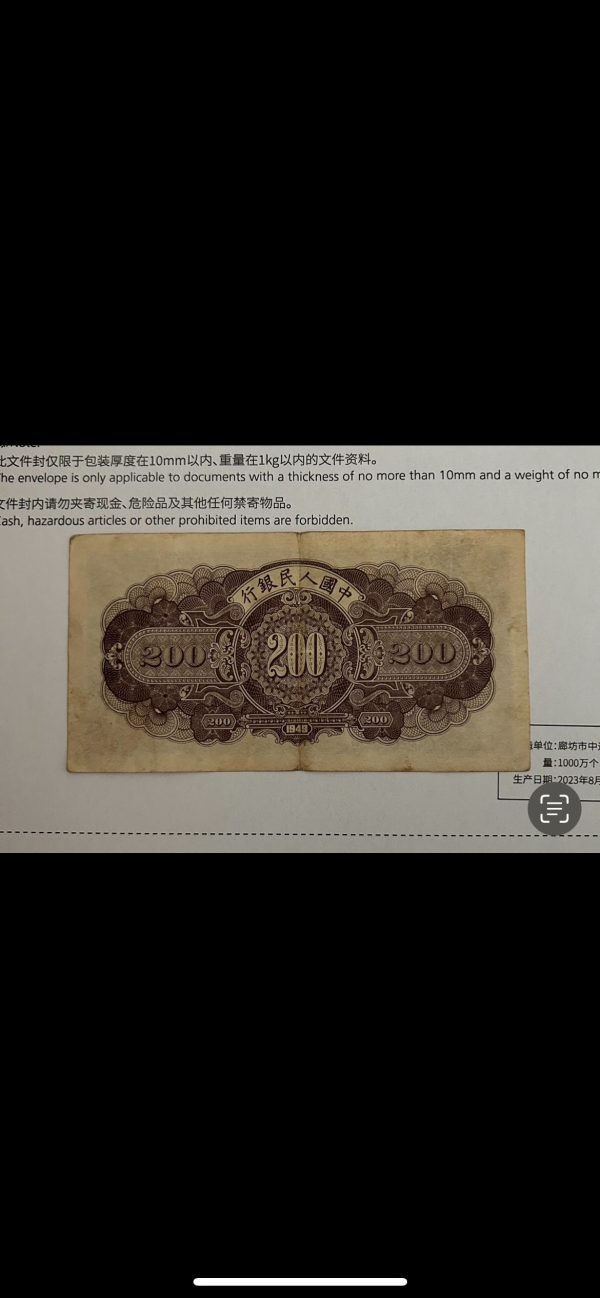 此文件封仅限于包装厚度在10mm以内、重量在1kg以内的文件资料。
The envelope is only applicable to documents with a thickness of no more than 10mm and a weight of no
文件封内请勿夹寄现金、危险品及其他任何禁寄物品。
Cash, hazardous articles or other prohibited items are forbidden.
中國人民銀行
200 200 200
200 1949 200
单位:廊坊市中
量:1000万个
生产日期:2023年8月